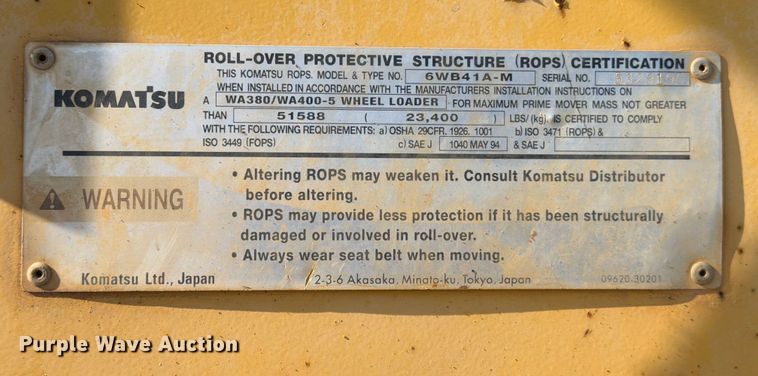 ROLL-OVER PROTECTIVE STRUCTURE (ROPS) CERTIFICATION
THIS KOMATSU ROPS. MODEL & TYPE NO. 6WB41A-M SERIAL NO.
WHEN INSTALLED IN ACCORDANCE WITH THE MANUFACTURERS INSTALLATION INSTRUCTIONS ON
KOMATSU
A WA380/WA400-5 WHEEL LOADER FOR MAXIMUM PRIME MOVER MASS NOT GREATER
THAN 51588 ( 23,400 ) LBS/(kg). IS CERTIFIED TO COMPLY
WITH THE FOLLOWING REQUIREMENTS: a) OSHA 29CFR. 1926. 1001 b) ISO 3471 (ROPS) &
ISO 3449 (FOPS) c) SAE J 1040 MAY 94 & SAE J
WARNING
• Altering ROPS may weaken it. Consult Komatsu Distributor
before altering.
• ROPS may provide less protection if it has been structurally
damaged or involved in roll-over.
• Always wear seat belt when moving.
Komatsu Ltd., Japan 2-3-6 Akasaka, Minato-ku, Tokyo, Japan 09620-30201
Purple Wave Auction